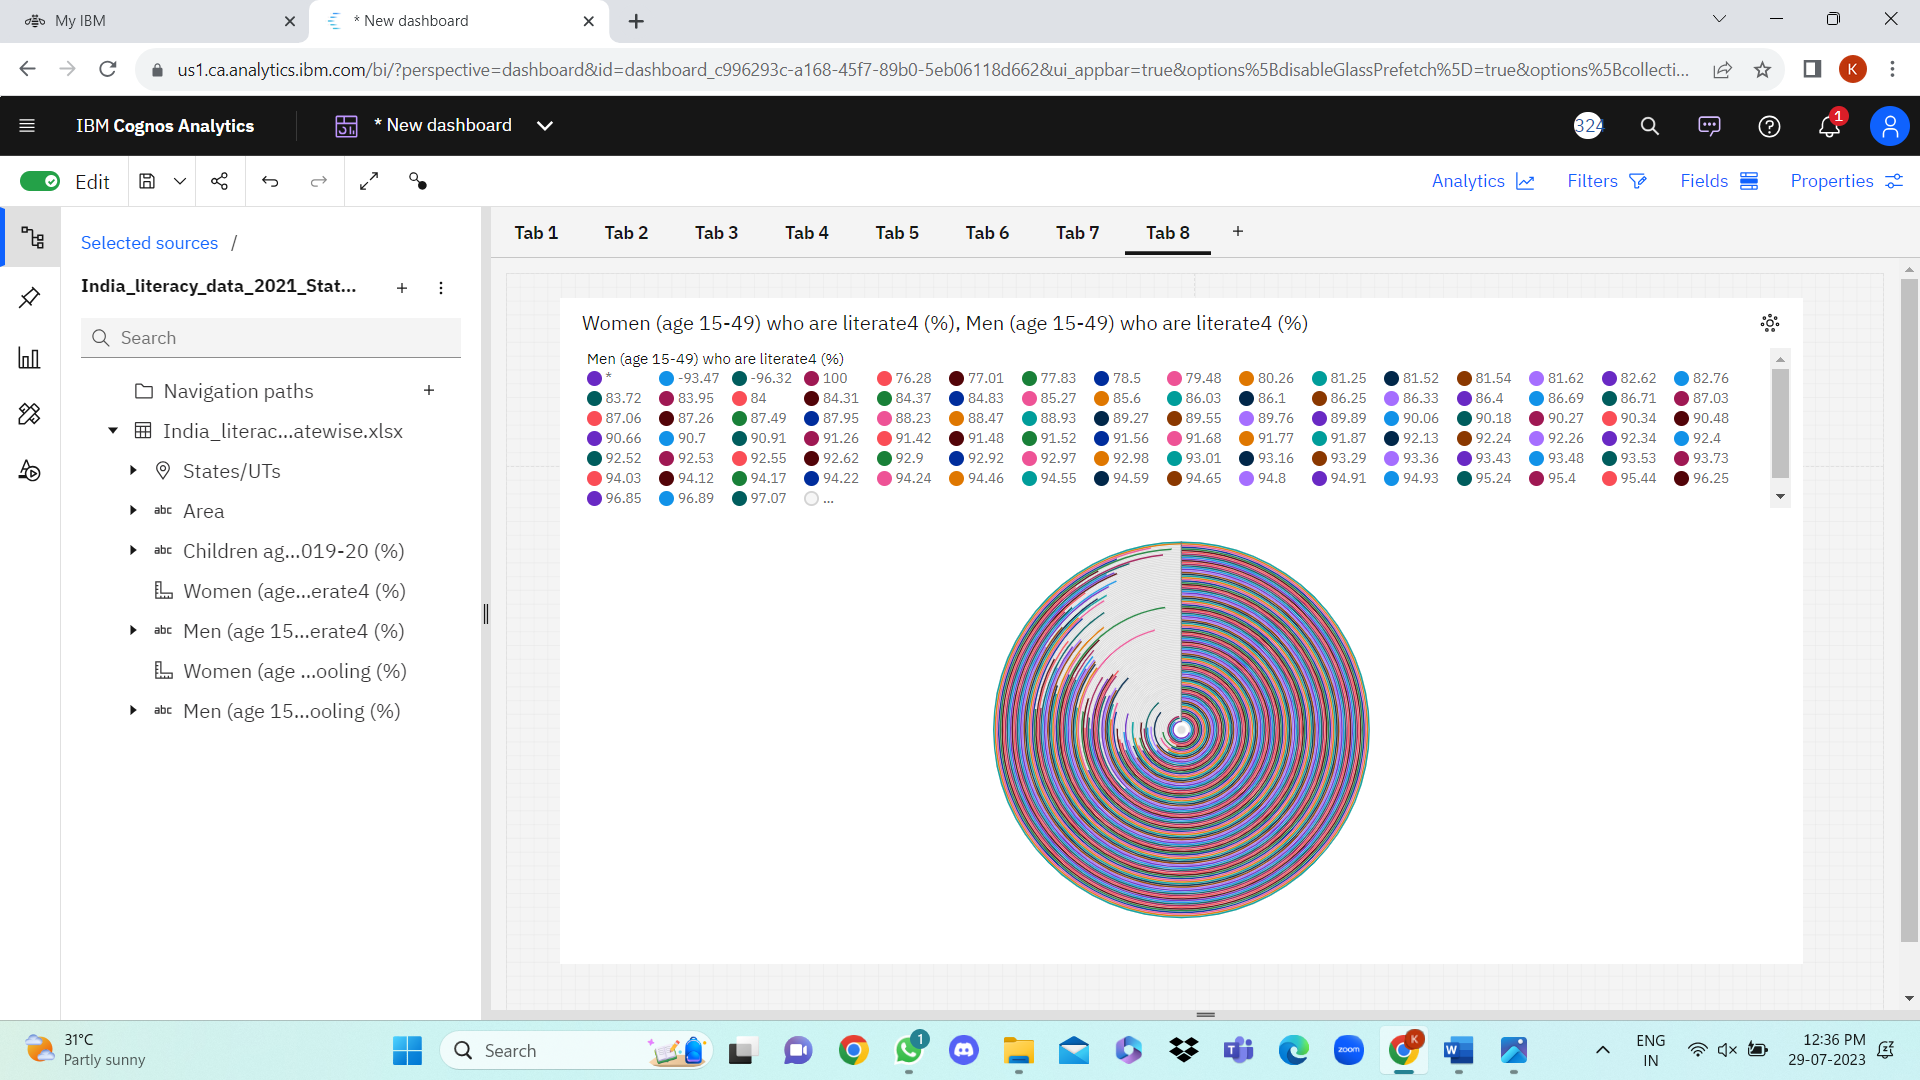 My IBM
* New dashboard
us1.ca.analytics.ibm.com/bi/?perspective=dashboard&id=dashboard_c996293c-a168-45f7-89b0-5eb06118d662&ui_appbar=true&options%5BdisableGlassPrefetch%5D=true&options%5Bcollecti...
K
IBM Cognos Analytics
* New dashboard
324
1
Edit
Analytics
Filters
Fields
Properties
Selected sources /
Tab 1 Tab 2 Tab 3 Tab 4 Tab 5 Tab 6 Tab 7 Tab 8 +
India_literacy_data_2021_Stat...
Search
Navigation paths
India_literac...atewise.xlsx
States/UTs
abc Area
abc Children ag...019-20 (%)
Women (age...erate4 (%)
abc Men (age 15...erate4 (%)
Women (age ...ooling (%)
abc Men (age 15...ooling (%)
Women (age 15-49) who are literate4 (%), Men (age 15-49) who are literate4 (%)
Men (age 15-49) who are literate4 (%)
* -93.47 -96.32 100 76.28 77.01 77.83 78.5 79.48 80.26 81.25 81.52 81.54 81.62 82.62 82.76
83.72 83.95 84 84.31 84.37 84.83 85.27 85.6 86.03 86.1 86.25 86.33 86.4 86.69 86.71 87.03
87.06 87.26 87.49 87.95 88.23 88.47 88.93 89.27 89.55 89.76 89.89 90.06 90.18 90.27 90.34 90.48
90.66 90.7 90.91 91.26 91.42 91.48 91.52 91.56 91.68 91.77 91.87 92.13 92.24 92.26 92.34 92.4
92.52 92.53 92.55 92.62 92.9 92.92 92.97 92.98 93.01 93.16 93.29 93.36 93.43 93.48 93.53 93.73
94.03 94.12 94.17 94.22 94.24 94.46 94.55 94.59 94.65 94.8 94.91 94.93 95.24 95.4 95.44 96.25
96.85 96.89 97.07 ...
31°C
Partly sunny
Search
1
zoom
K
ENG
IN
12:36 PM
29-07-2023